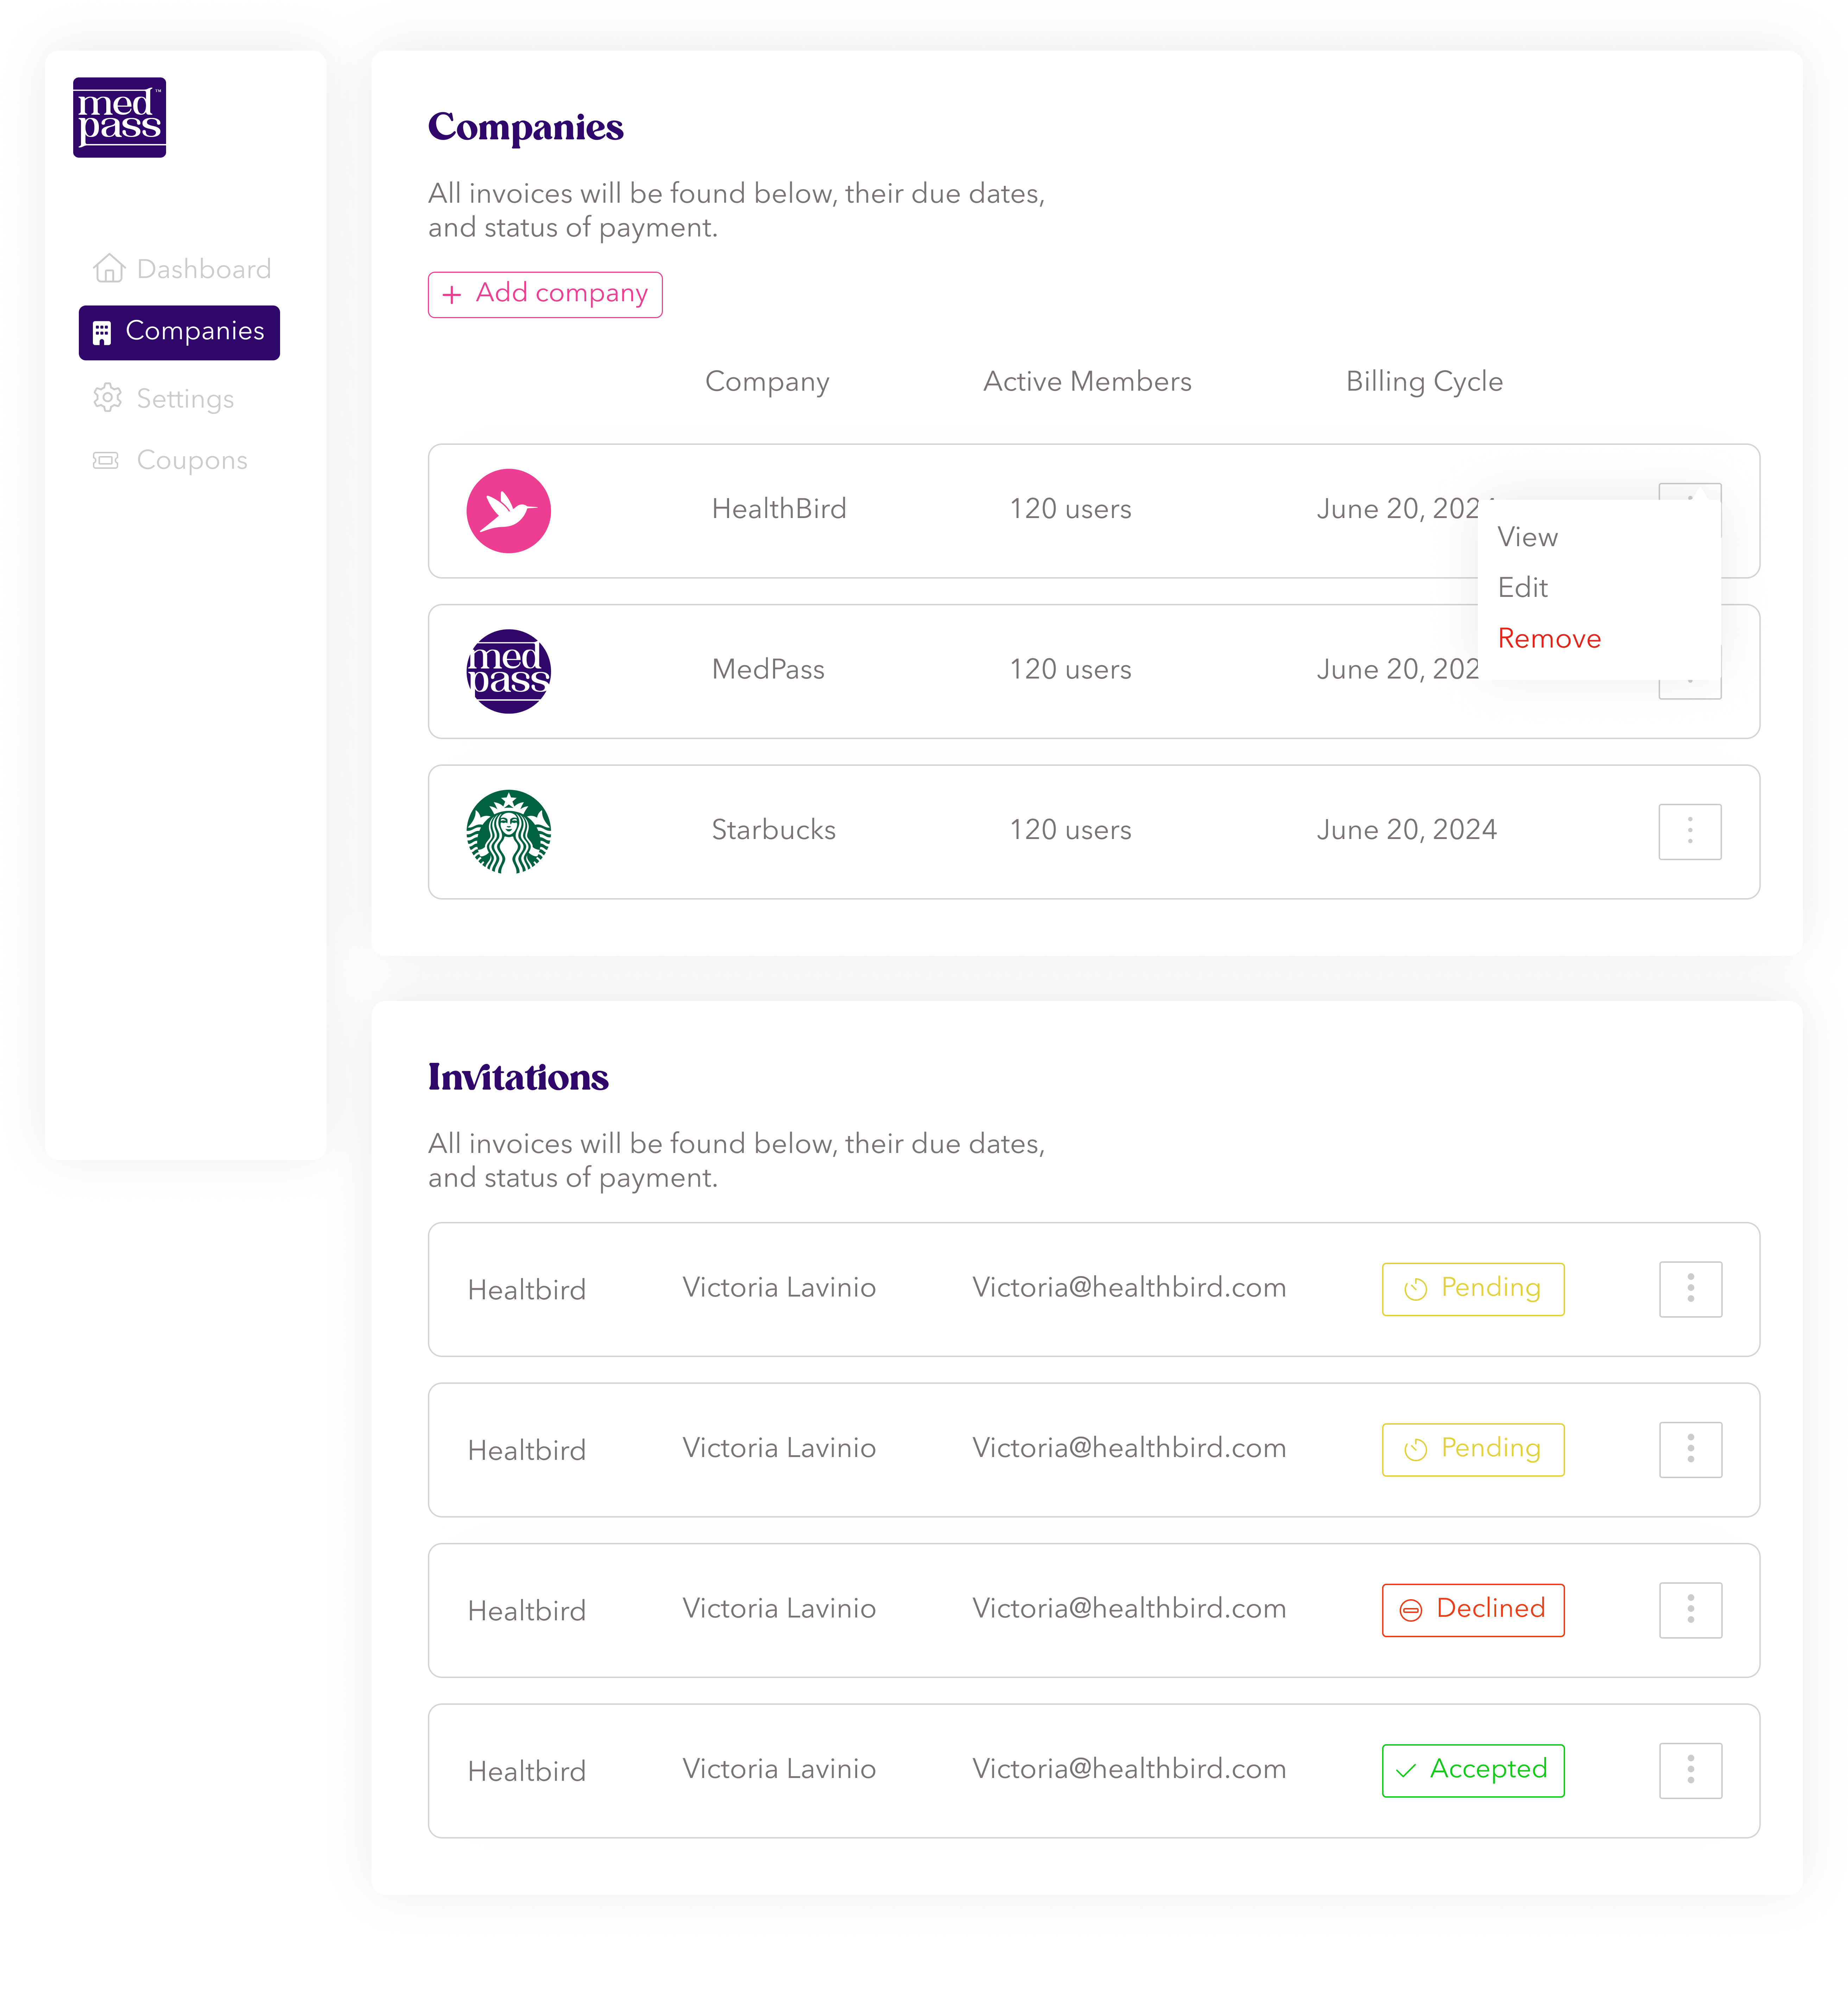 med™
pass
Dashboard
Companies
Settings
Coupons
Companies
All invoices will be found below, their due dates,
and status of payment.
+ Add company
Company Active Members Billing Cycle
HealthBird 120 users June 20, 202
View
Edit
Remove
med
pass
MedPass 120 users June 20, 202
Starbucks 120 users June 20, 2024
Invitations
All invoices will be found below, their due dates,
and status of payment.
Healtbird Victoria Lavinio Victoria@healthbird.com Pending
Healtbird Victoria Lavinio Victoria@healthbird.com Pending
Healtbird Victoria Lavinio Victoria@healthbird.com Declined
Healtbird Victoria Lavinio Victoria@healthbird.com Accepted